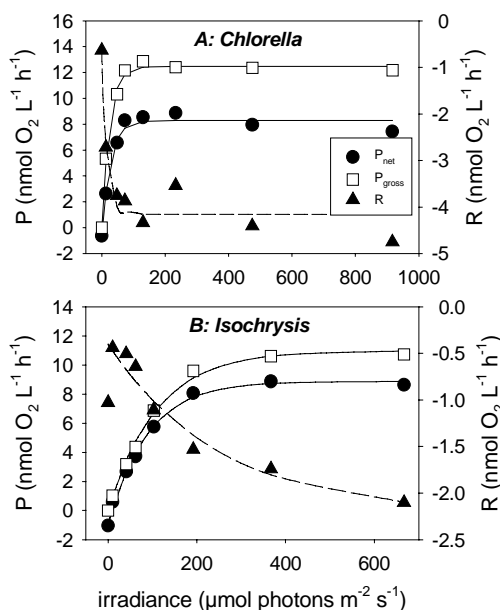 A: Chlorella
P (nmol O2 L-1 h-1)
16
14
12
10
8
6
4
2
0
-2
0
-1
-2
-3
-4
-5
R (nmol O2 L-1 h-1)
Pnet
Pgross
R
0 200 400 600 800 1000
B: Isochrysis
P (nmol O2 L-1 h-1)
14
12
10
8
6
4
2
0
-2
0.0
-0.5
-1.0
-1.5
-2.0
-2.5
R (nmol O2 L-1 h-1)
0 200 400 600
irradiance (µmol photons m-2 s-1)